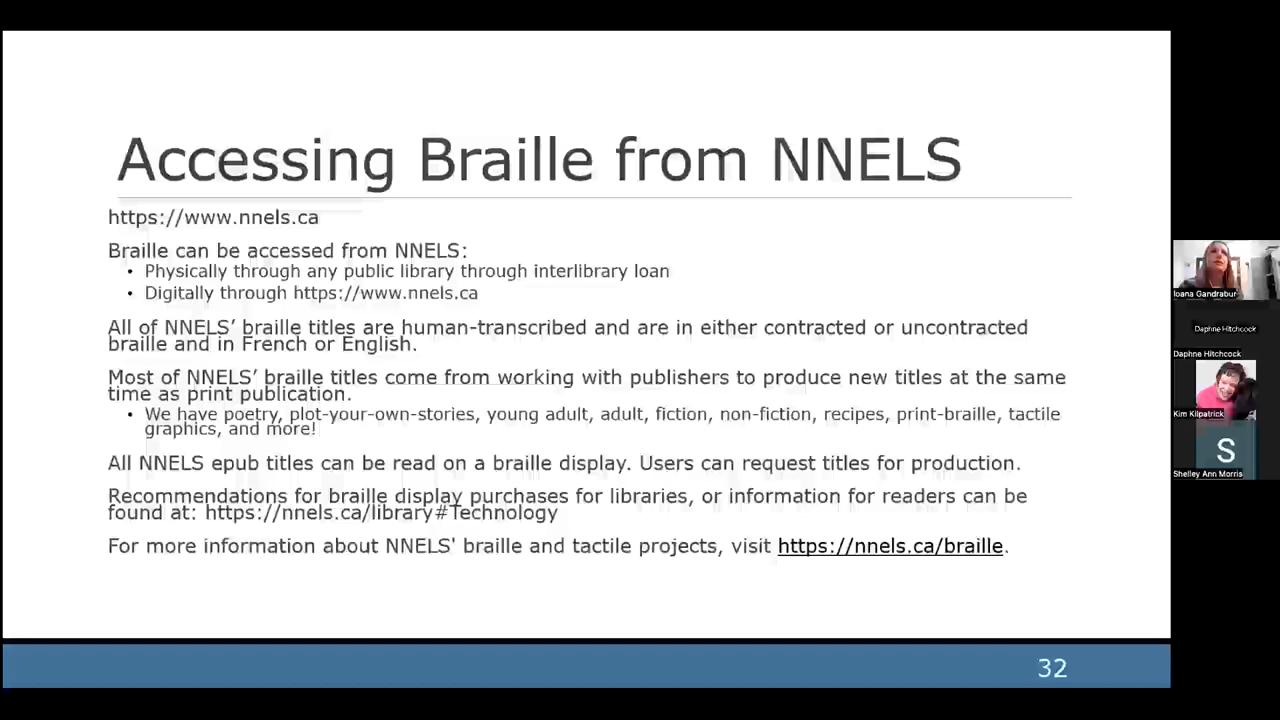 Accessing Braille from NNELS
https://www.nnels.ca
Braille can be accessed from NNELS:
• Physically through any public library through interlibrary loan
• Digitally through https://www.nnels.ca
All of NNELS’ braille titles are human-transcribed and are in either contracted or uncontracted
braille and in French or English.
Most of NNELS’ braille titles come from working with publishers to produce new titles at the same
time as print publication.
• We have poetry, plot-your-own-stories, young adult, adult, fiction, non-fiction, recipes, print-braille, tactile
graphics, and more!
All NNELS epub titles can be read on a braille display. Users can request titles for production.
Recommendations for braille display purchases for libraries, or information for readers can be
found at: https://nnels.ca/library#Technology
For more information about NNELS' braille and tactile projects, visit https://nnels.ca/braille.
32
Ioana Gandrabur
Daphne Hitchcock
Daphne Hitchcock
Kim Kilpatrick
S
Shelley Ann Morris